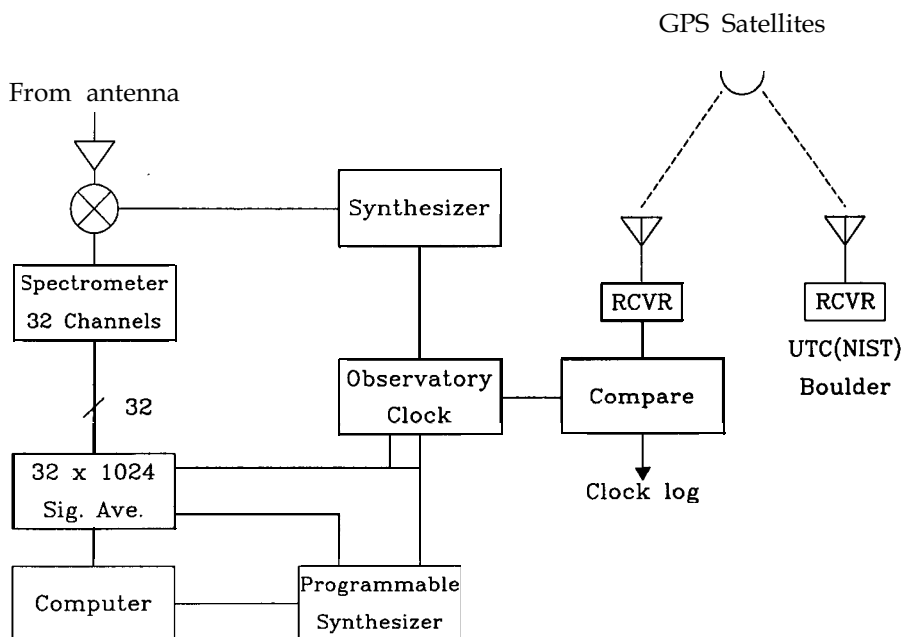 GPS Satellites
From antenna
Synthesizer
Spectrometer
32 Channels
RCVR
RCVR
UTC(NIST)
Boulder
Observatory
Clock
Compare
32
32 x 1024
Sig. Ave.
Clock log
Computer
Programmable
Synthesizer